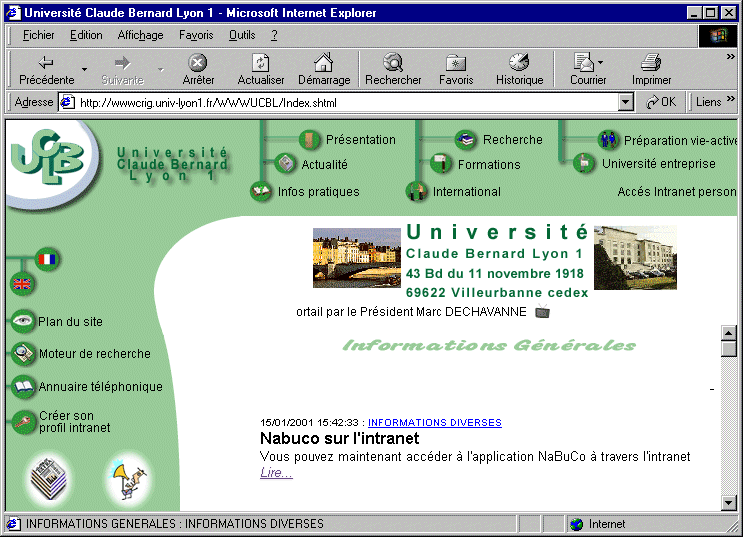 Université Claude Bernard Lyon 1 - Microsoft Internet Explorer
Fichier Edition Affichage Favoris Outils ?
Précédente Suivante Arrêter Actualiser Démarrage Rechercher Favoris Historique Courrier Imprimer
Adresse http://wwwcrig.univ-lyon1.fr/WWWUCBL/Index.shtml OK Liens
UCBL
Université
Claude Bernard
Lyon 1
Présentation
Actualité
Infos pratiques
Recherche
Formations
International
Préparation vie-active
Université entreprise
Accés Intranet person
Université
Claude Bernard Lyon 1
43 Bd du 11 novembre 1918
69622 Villeurbanne cedex
ortail par le Président Marc DECHAVANNE
Informations Générales
Plan du site
Moteur de recherche
Annuaire téléphonique
Créer son
profil intranet
-
15/01/2001 15:42:33 : INFORMATIONS DIVERSES
Nabuco sur l'intranet
Vous pouvez maintenant accéder à l'application NaBuCo à travers l'intranet
Lire...
INFORMATIONS GENERALES : INFORMATIONS DIVERSES
Internet